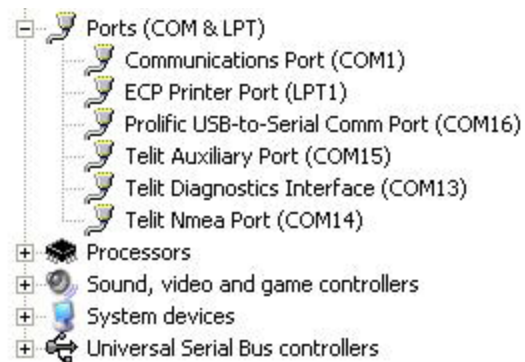 Ports (COM & LPT)
Communications Port (COM1)
ECP Printer Port (LPT1)
Prolific USB-to-Serial Comm Port (COM16)
Telit Auxiliary Port (COM15)
Telit Diagnostics Interface (COM13)
Telit Nmea Port (COM14)
Processors
Sound, video and game controllers
System devices
Universal Serial Bus controllers